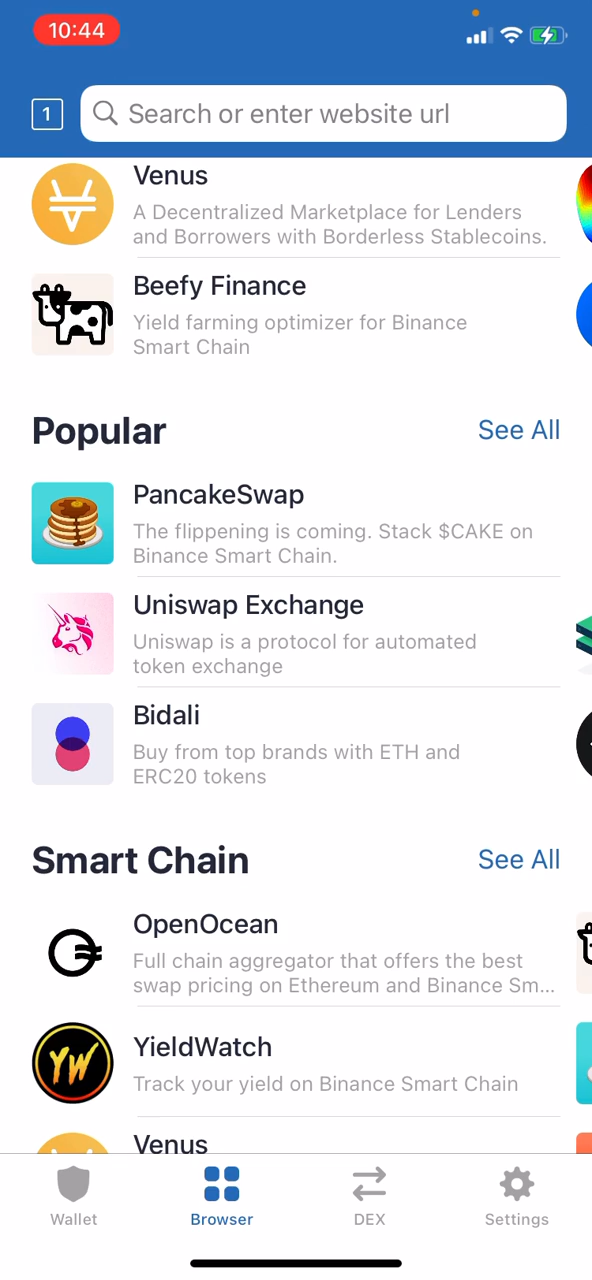 10:44
1
Search or enter website url
Venus
A Decentralized Marketplace for Lenders
and Borrowers with Borderless Stablecoins.
Beefy Finance
Yield farming optimizer for Binance
Smart Chain
Popular
See All
PancakeSwap
The flippening is coming. Stack $CAKE on
Binance Smart Chain.
Uniswap Exchange
Uniswap is a protocol for automated
token exchange
Bidali
Buy from top brands with ETH and
ERC20 tokens
Smart Chain
See All
OpenOcean
Full chain aggregator that offers the best
swap pricing on Ethereum and Binance Sm...
YW
YieldWatch
Track your yield on Binance Smart Chain
Venus
Wallet
Browser
DEX
Settings